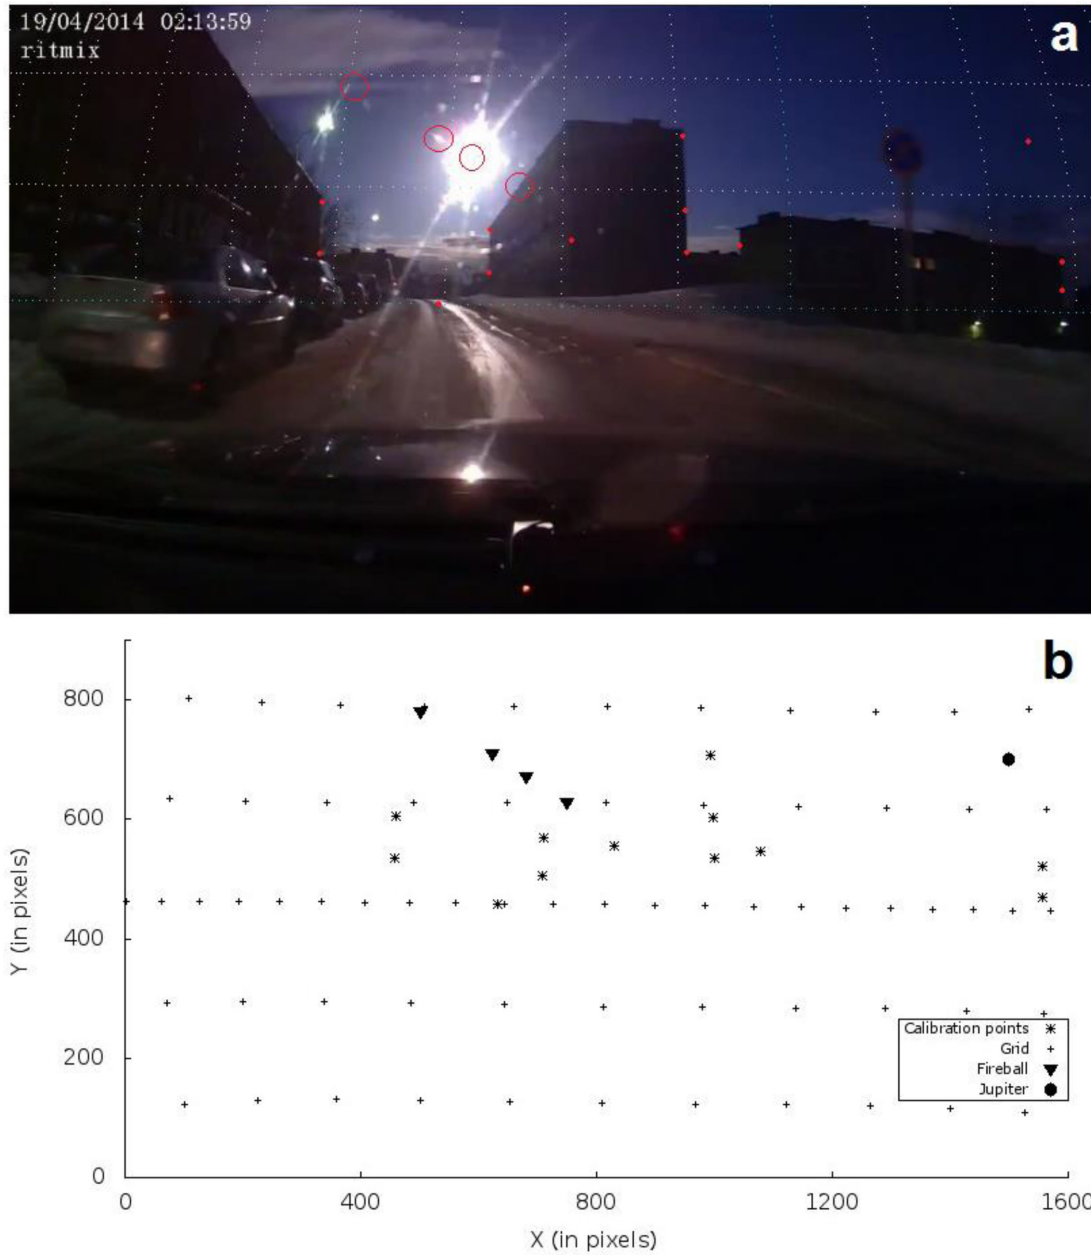 19/04/2014 02:13:59
ritmix
a
b
800
600
400
200
0
Y (in pixels)
0 400 800 1200 1600
X (in pixels)
Calibration points
Grid
Fireball
Jupiter